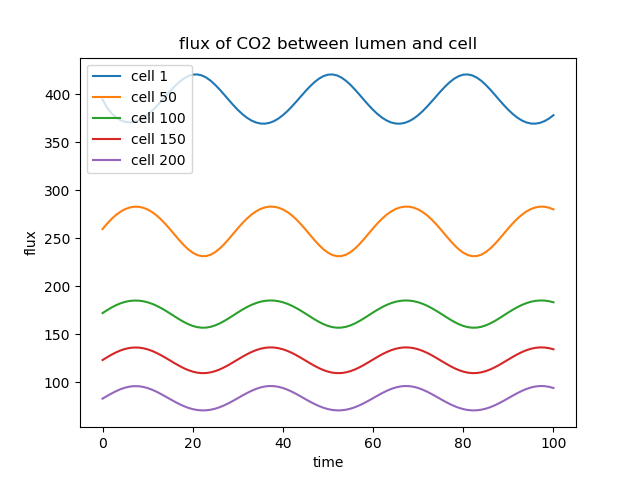 flux of CO2 between lumen and cell
cell 1
cell 50
cell 100
cell 150
cell 200
400
350
300
250
200
150
100
flux
0 20 40 60 80 100
time